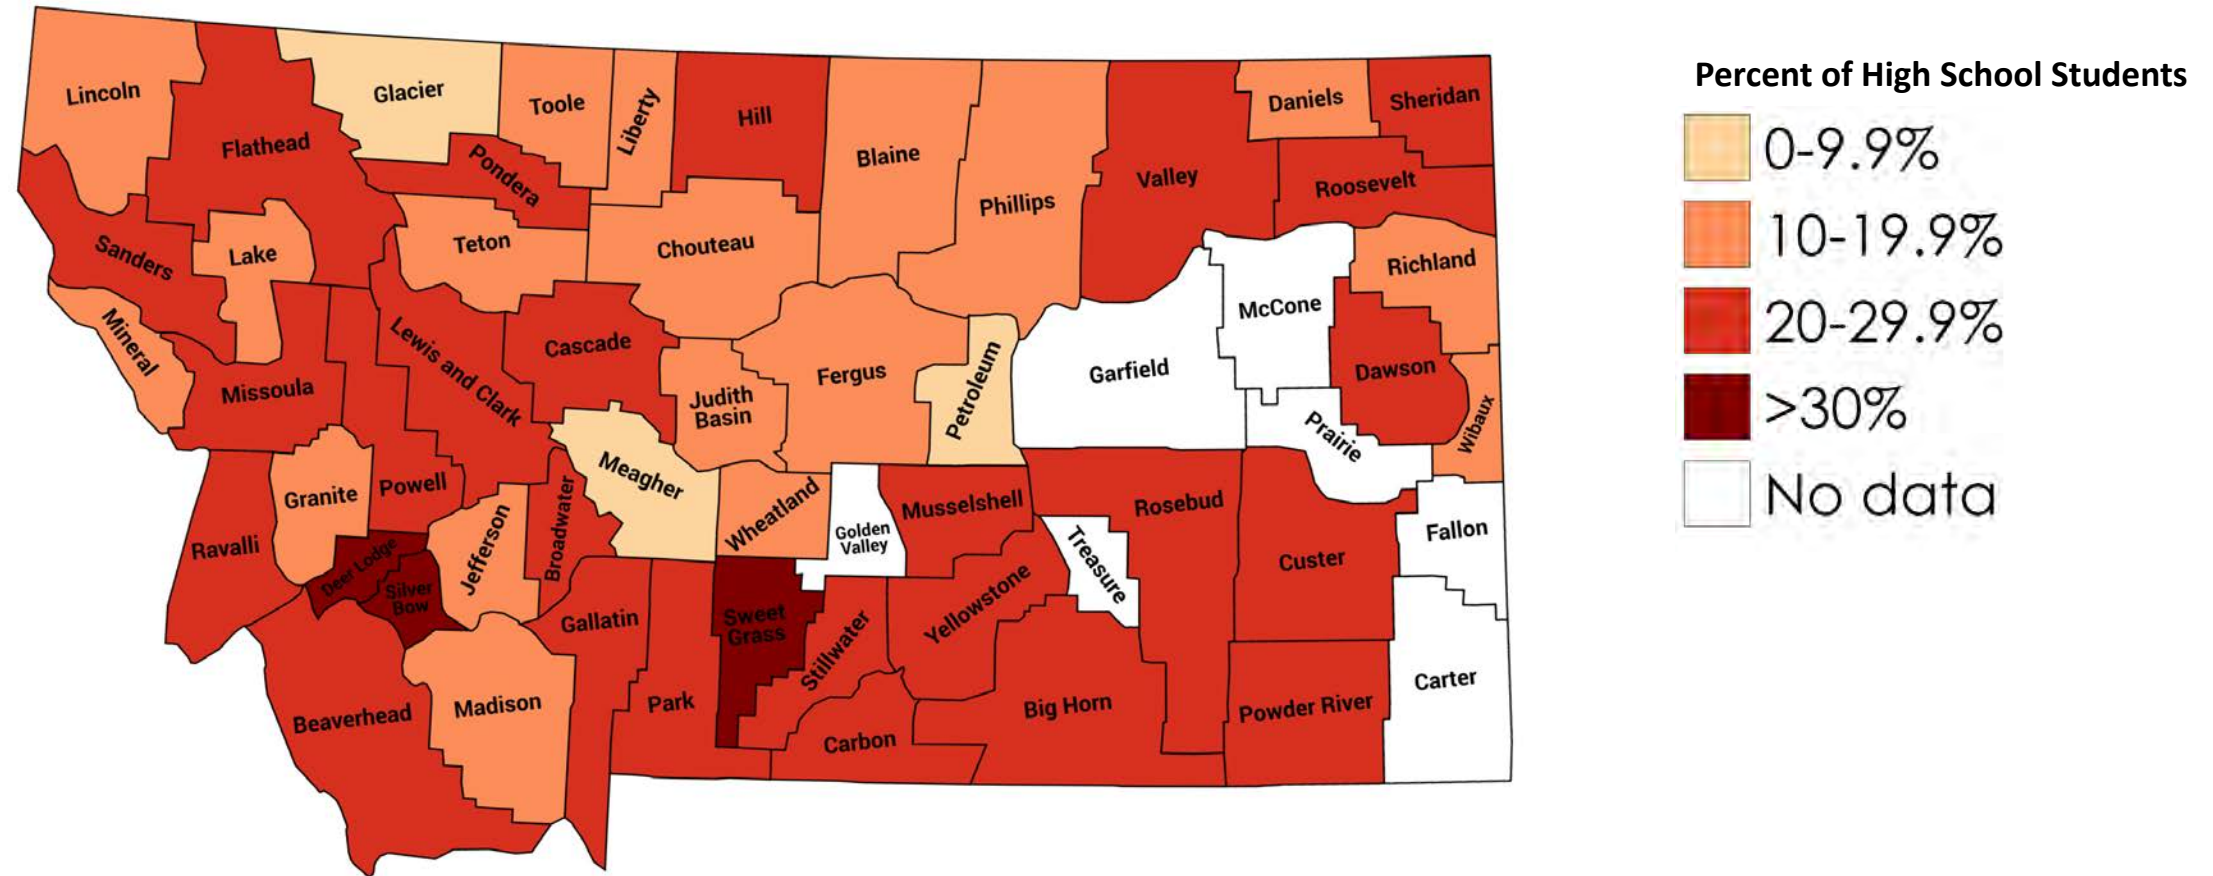 Percent of High School Students
0-9.9%
10-19.9%
20-29.9%
>30%
No data
Lincoln
Flathead
Glacier
Toole
Liberty
Hill
Blaine
Phillips
Valley
Daniels
Sheridan
Roosevelt
Pondera
Sanders
Lake
Teton
Chouteau
Richland
McCone
Mineral
Missoula
Lewis and Clark
Cascade
Judith
Basin
Fergus
Petroleum
Garfield
Dawson
Wibaux
Prairie
Granite
Powell
Meagher
Wheatland
Golden
Valley
Musselshell
Rosebud
Treasure
Custer
Fallon
Ravalli
Deer Lodge
Silver
Bow
Jefferson
Broadwater
Gallatin
Sweet
Grass
Stillwater
Yellowstone
Beaverhead
Madison
Park
Carbon
Big Horn
Powder River
Carter